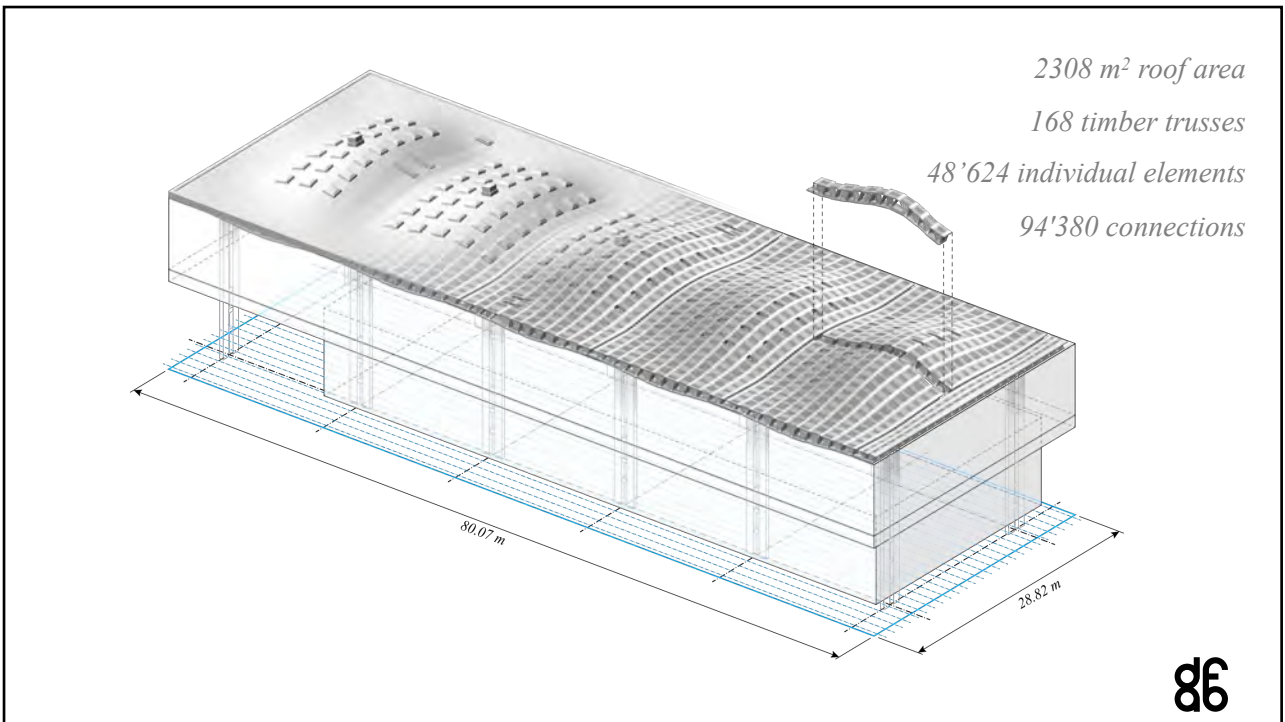 2308 m² roof area
168 timber trusses
48’624 individual elements
94'380 connections
80.07 m
28.82 m